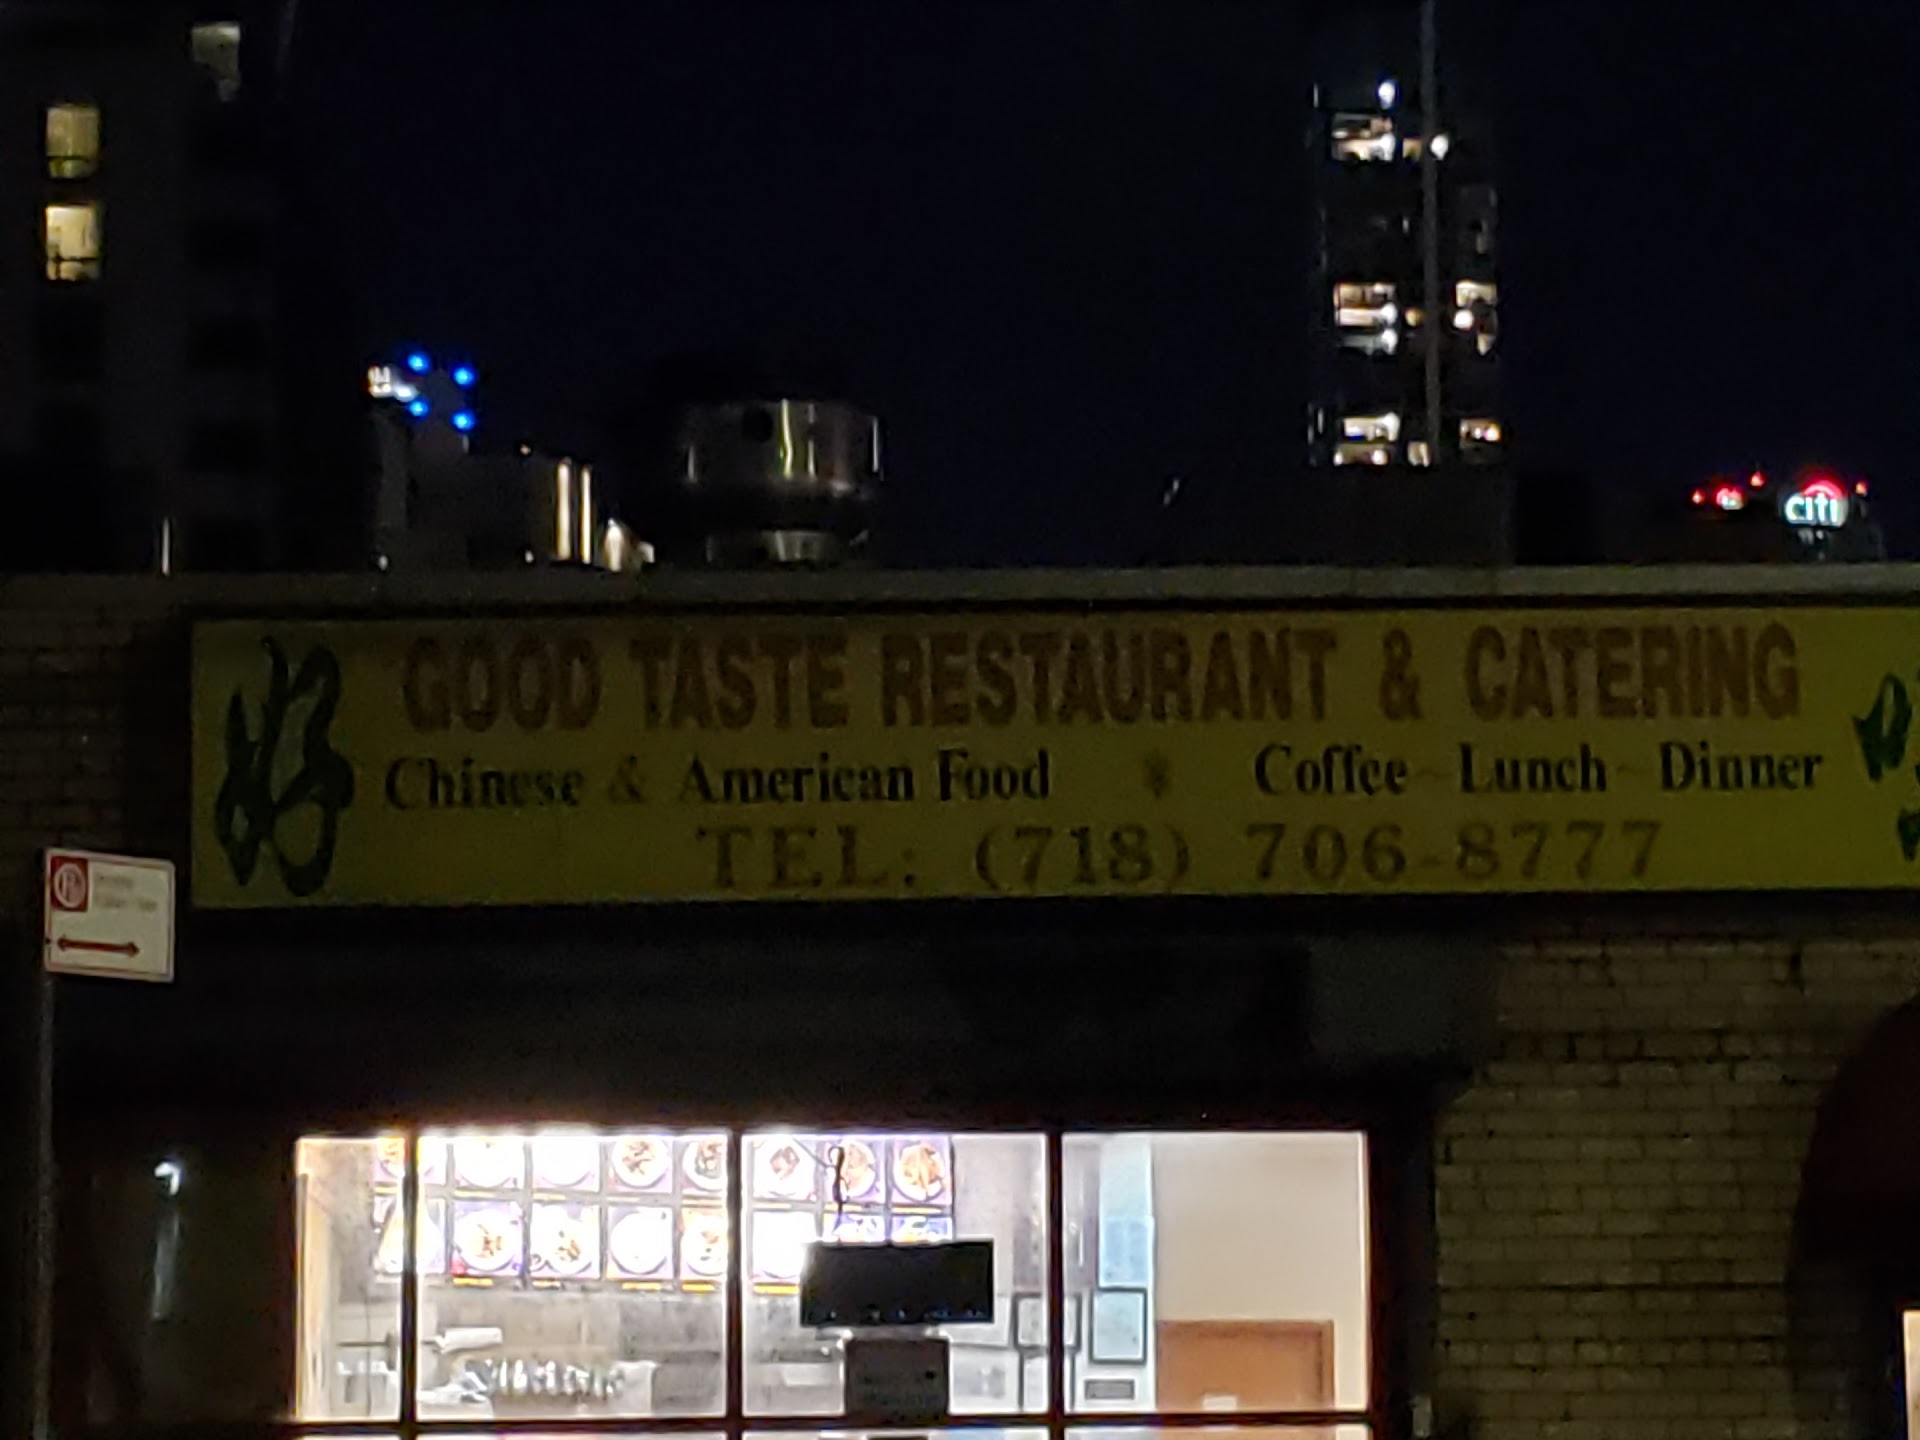 CITI
GOOD TASTE RESTAURANT & CATERING
Chinese & American Food * Coffee ~ Lunch ~ Dinner
TEL: (718) 706-8777